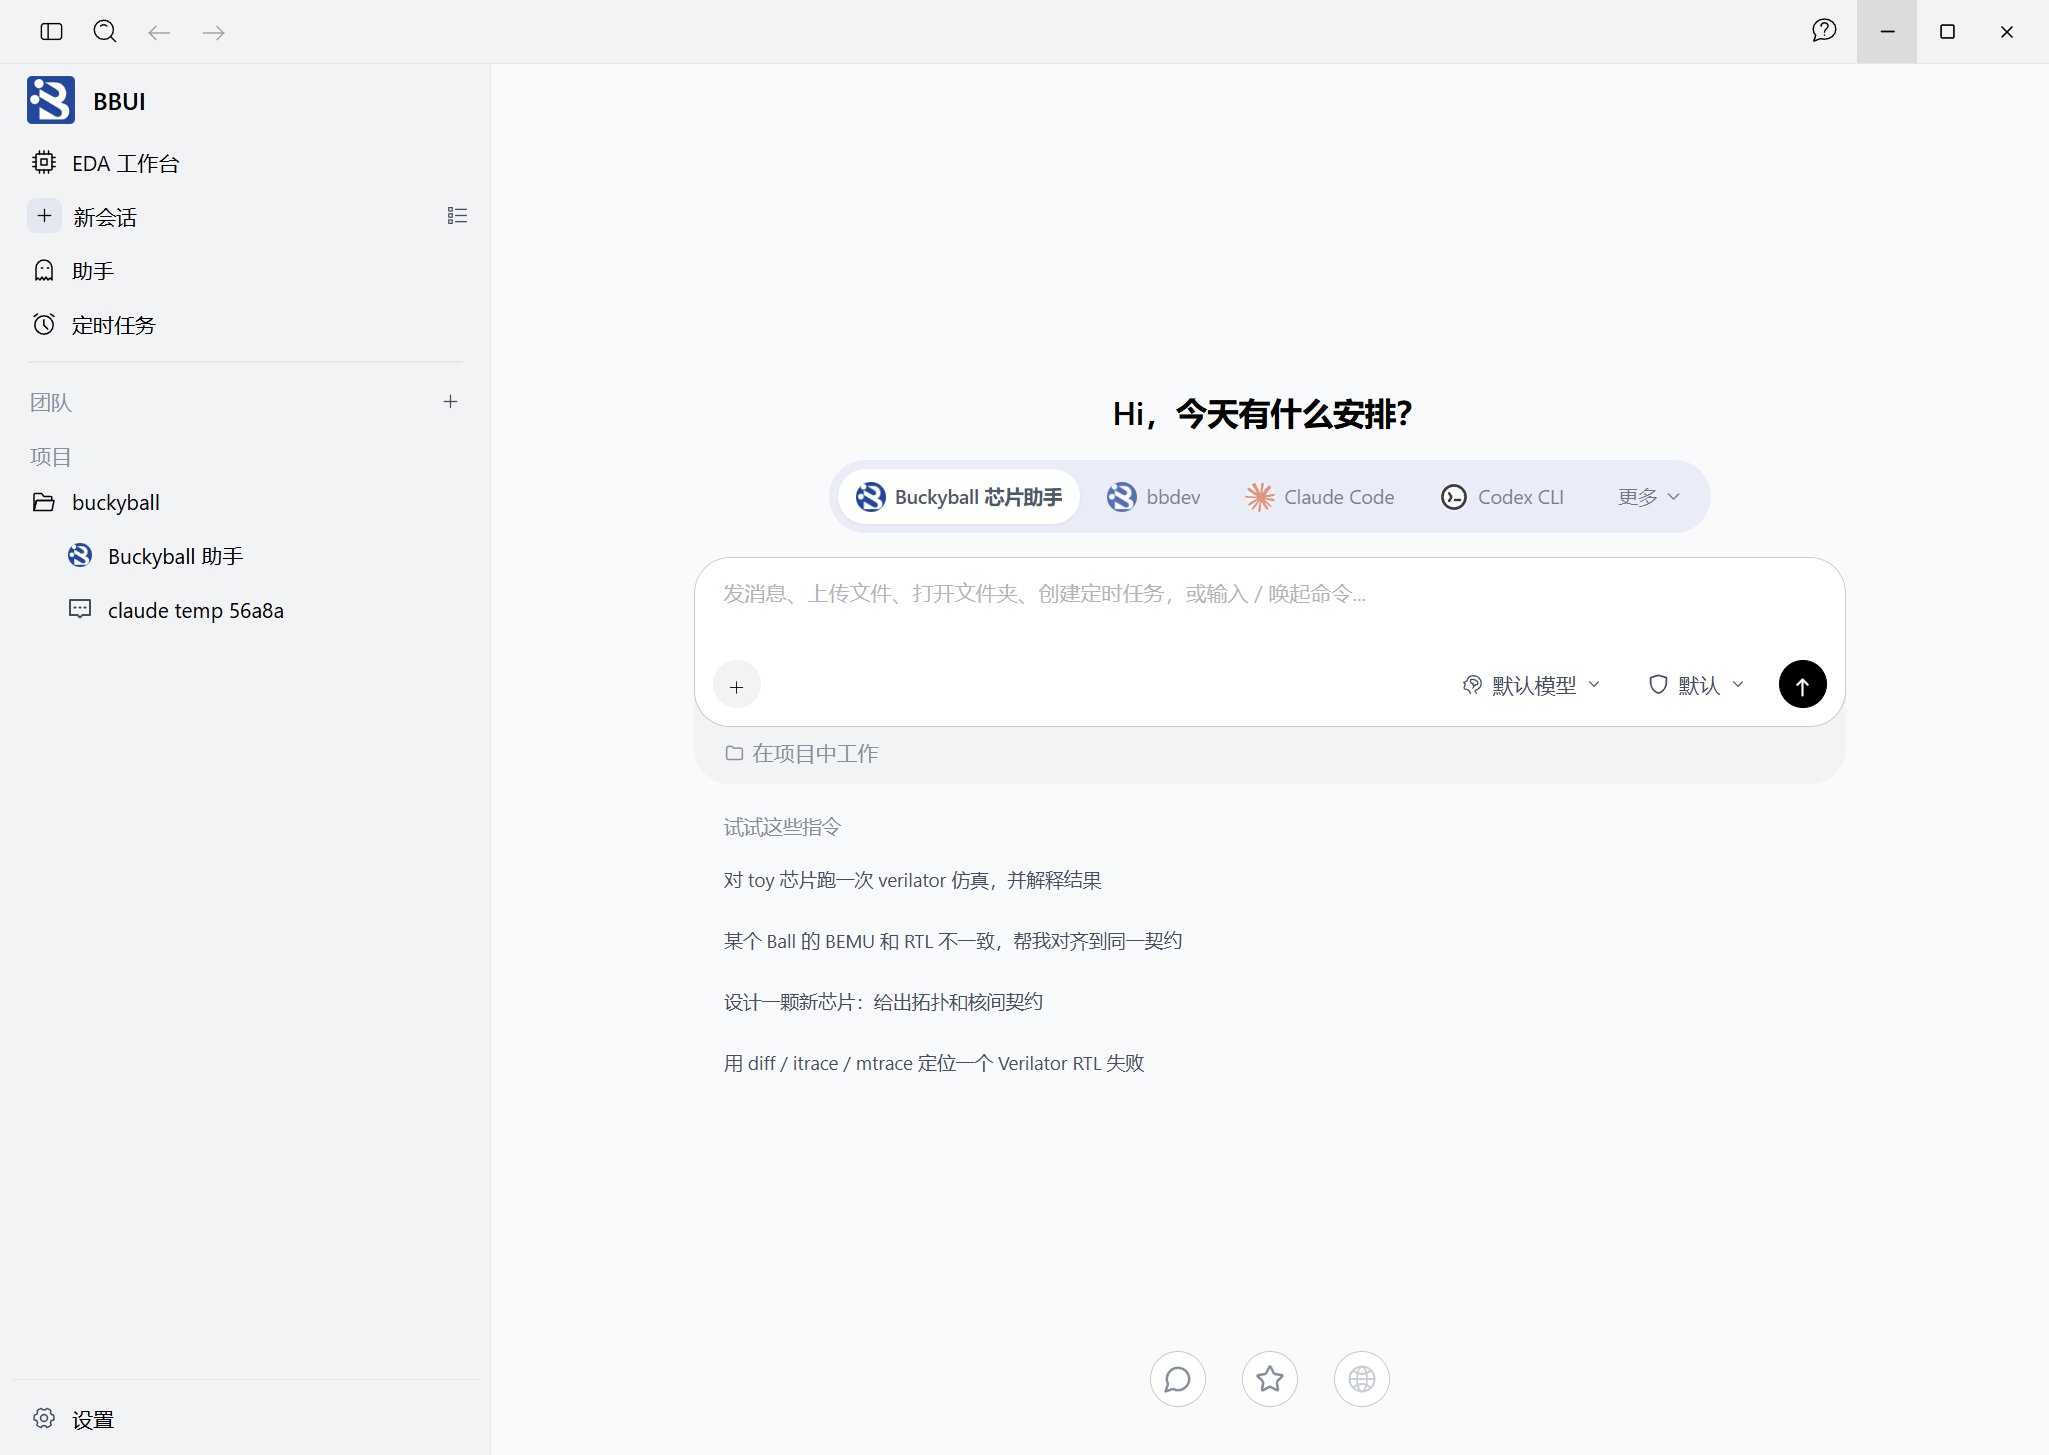 BBUI
EDA 工作台
新会话
助手
定时任务
团队
项目
buckyball
Buckyball 助手
claude temp 56a8a
设置
Hi，今天有什么安排？
Buckyball 芯片助手
bbdev
Claude Code
Codex CLI
更多
发消息、上传文件、打开文件夹、创建定时任务，或输入 / 唤起命令...
默认模型
默认
在项目中工作
试试这些指令
对 toy 芯片跑一次 verilator 仿真，并解释结果
某个 Ball 的 BEMU 和 RTL 不一致，帮我对齐到同一契约
设计一颗新芯片：给出拓扑和核间契约
用 diff / itrace / mtrace 定位一个 Verilator RTL 失败